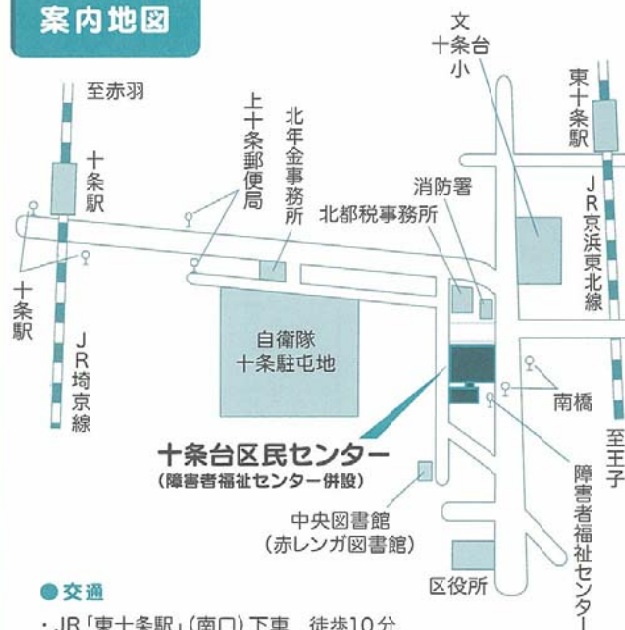 案内地図
文
十条台
小
至赤羽
東十条駅
上十条郵便局
北年金事務所
十条駅
消防署
北都税事務所
JR京浜東北線
十条駅
自衛隊
十条駐屯地
JR埼京線
南橋
至王子
十条台区民センター
(障害者福祉センター併設)
障害者福祉センター
中央図書館
(赤レンガ図書館)
区役所
●交通
・JR「東十条駅」(南口)下車 徒歩10分